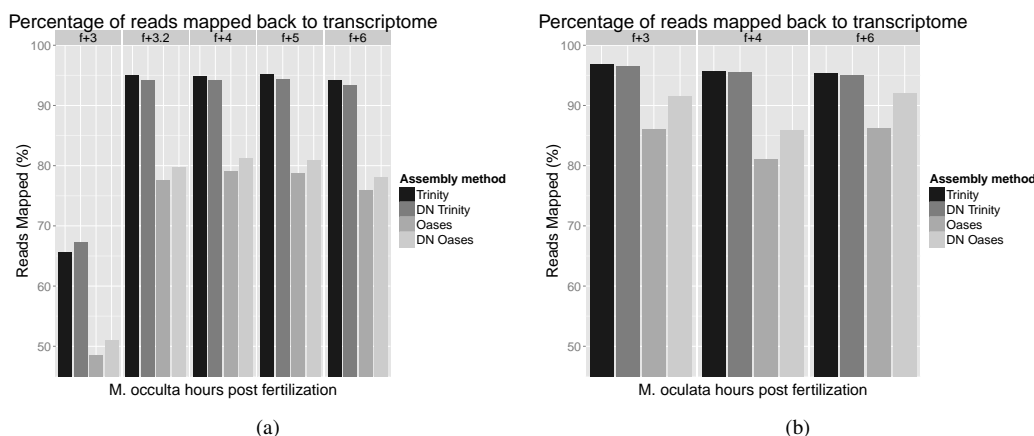 Percentage of reads mapped back to transcriptome
f+3 f+3.2 f+4 f+5 f+6
100
90
80
70
60
50
Reads Mapped (%)
M. occulta hours post fertilization
Assembly method
Trinity
DN Trinity
Oases
DN Oases
(a)
Percentage of reads mapped back to transcriptome
f+3 f+4 f+6
100
90
80
70
60
50
Reads Mapped (%)
M. oculata hours post fertilization
Assembly method
Trinity
DN Trinity
Oases
DN Oases
(b)